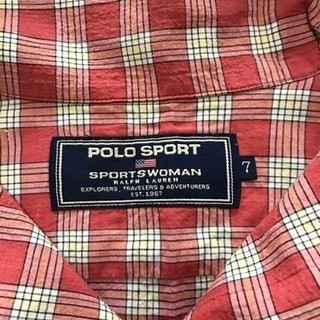 POLO SPORT
SPORTSWOMAN
RALPH LAUREN
EXPLORERS, TRAVELERS & ADVENTURERS
EST. 1967
7